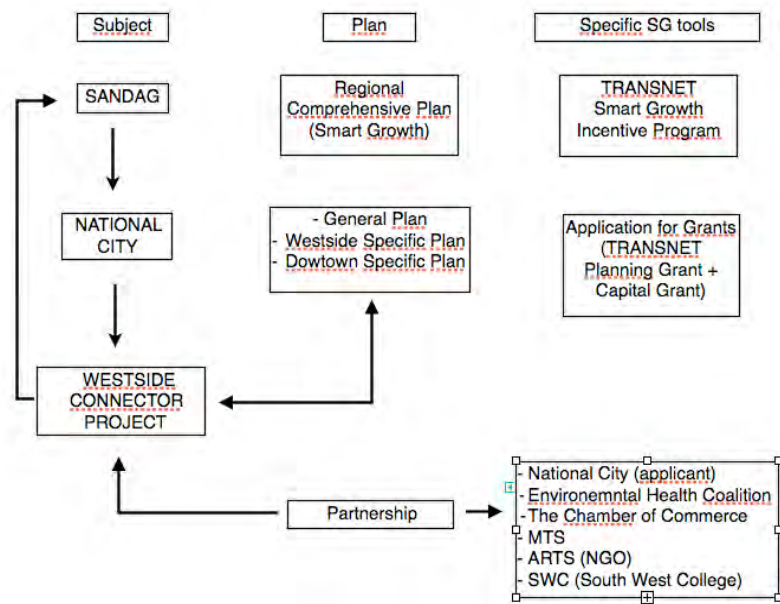 Subject
Plan
Specific SG tools
SANDAG
Regional
Comprehensive Plan
(Smart Growth)
TRANSNET
Smart Growth
Incentive Program
NATIONAL
CITY
- General Plan
- Westside Specific Plan
- Dowtown Specific Plan
Application for Grants
(TRANSNET
Planning Grant +
Capital Grant)
WESTSIDE
CONNECTOR
PROJECT
Partnership
- National City (applicant)
- Environemntal Health Coalition
- The Chamber of Commerce
- MTS
- ARTS (NGO)
- SWC (South West College)